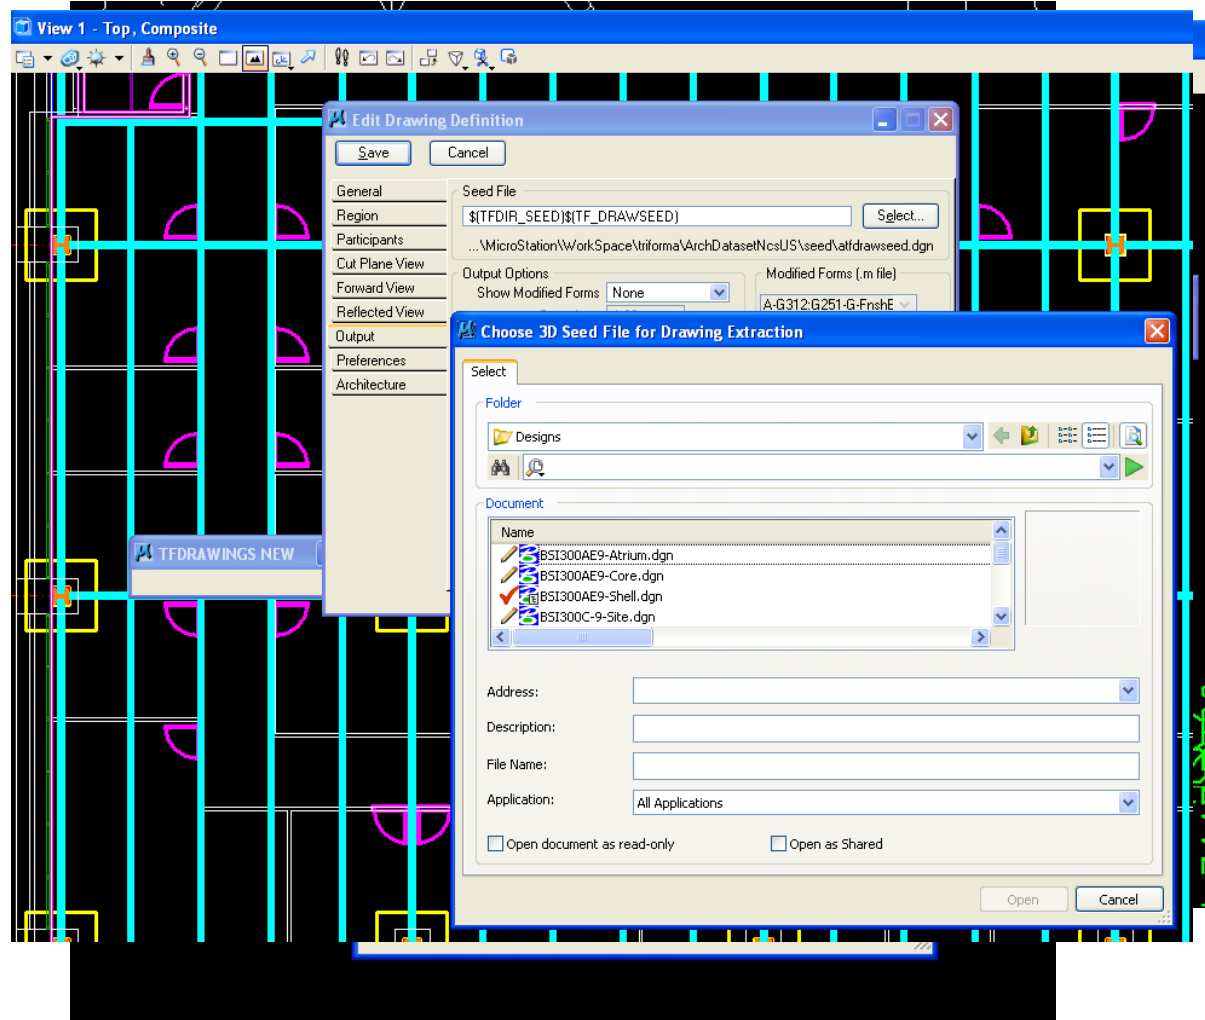 View 1 - Top, Composite
Edit Drawing Definition
Save
Cancel
General
Region
Participants
Cut Plane View
Forward View
Reflected View
Output
Preferences
Architecture
Seed File
$(TFDIR_SEED)$(TF_DRAWSEED)
Select...
...\MicroStation\WorkSpace\triforma\ArchDatasetNcsUS\seed\atfdrawseed.dgn
Output Options
Show Modified Forms None
Modified Forms (.m file)
A-G312:G251-G-FnshE
TFDRAWINGS NEW
Choose 3D Seed File for Drawing Extraction
Select
Folder
Designs
Document
Name
BSI300AE9-Atrium.dgn
BSI300AE9-Core.dgn
BSI300AE9-Shell.dgn
BSI300C-9-Site.dgn
Address:
Description:
File Name:
Application: All Applications
Open document as read-only
Open as Shared
Open
Cancel